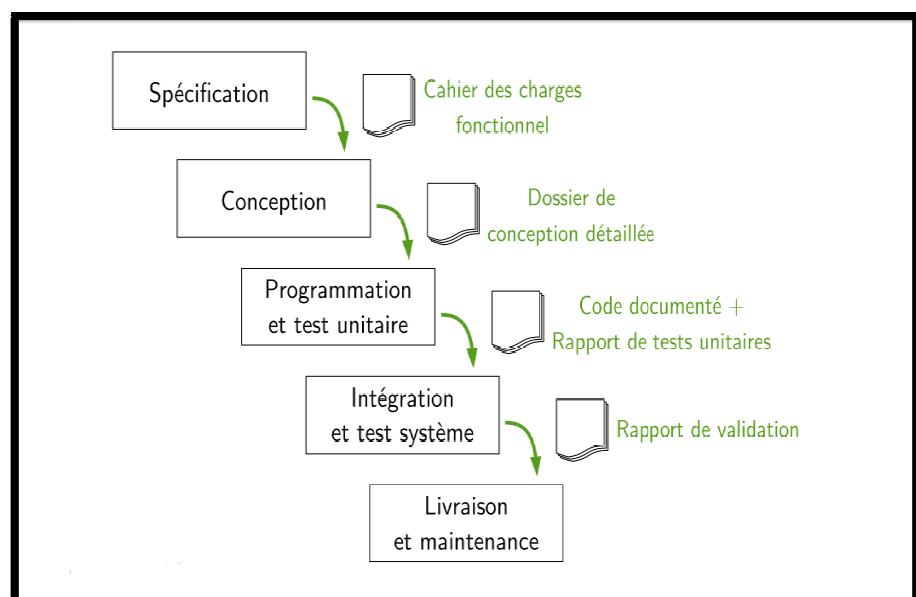 Spécification
Cahier des charges
fonctionnel
Conception
Dossier de
conception détaillée
Programmation
et test unitaire
Code documenté +
Rapport de tests unitaires
Intégration
et test système
Rapport de validation
Livraison
et maintenance